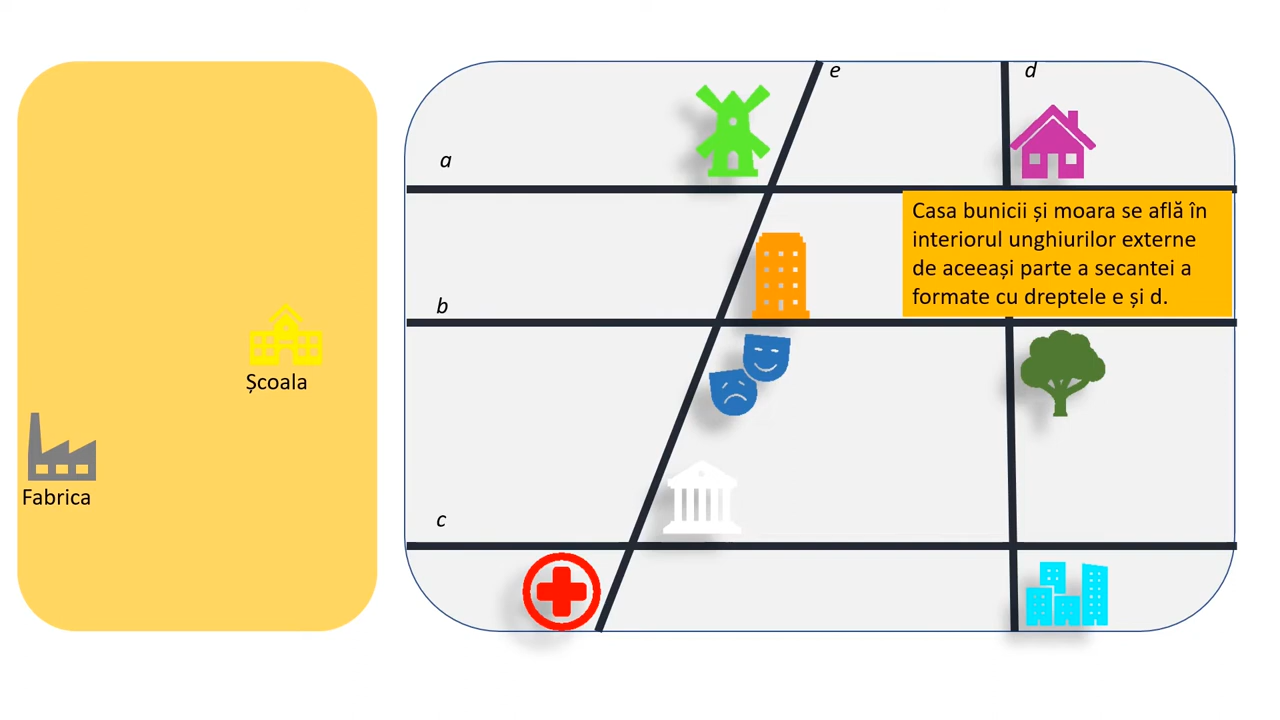 e
d
a
Casa bunicii și moara se află în
interiorul unghiurilor externe
de aceeași parte a secantei a
formate cu dreptele e și d.
b
Școala
Fabrica
c